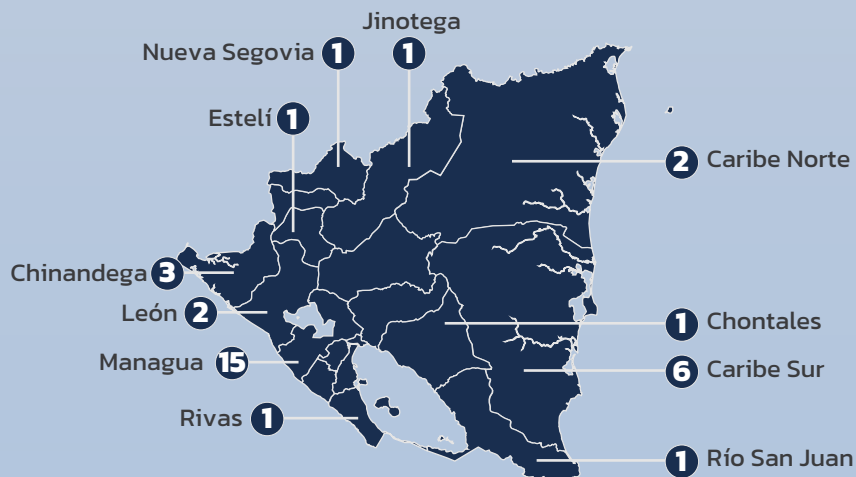 Jinotega
1
Nueva Segovia 1
Estelí 1
2 Caribe Norte
Chinandega 3
León 2
1 Chontales
Managua 15
6 Caribe Sur
Rivas 1
1 Río San Juan